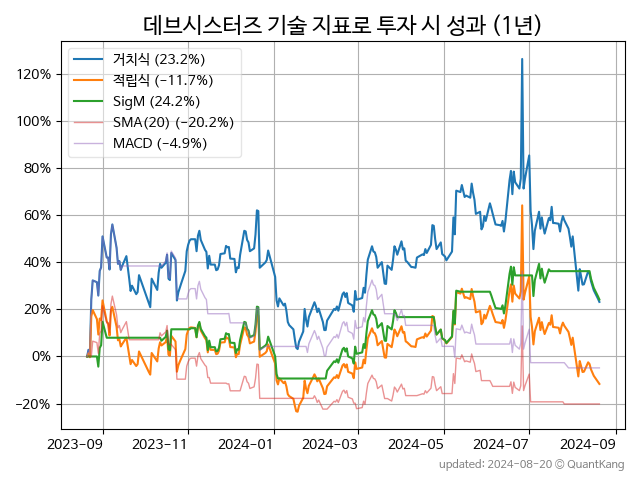 데브시스터즈 기술 지표로 투자 시 성과 (1년)
거치식 (23.2%)
적립식 (−11.7%)
SigM (24.2%)
SMA(20) (−20.2%)
MACD (−4.9%)
120%
100%
80%
60%
40%
20%
0%
−20%
2023-09 2023-11 2024-01 2024-03 2024-05 2024-07 2024-09
updated: 2024-08-20 © QuantKang